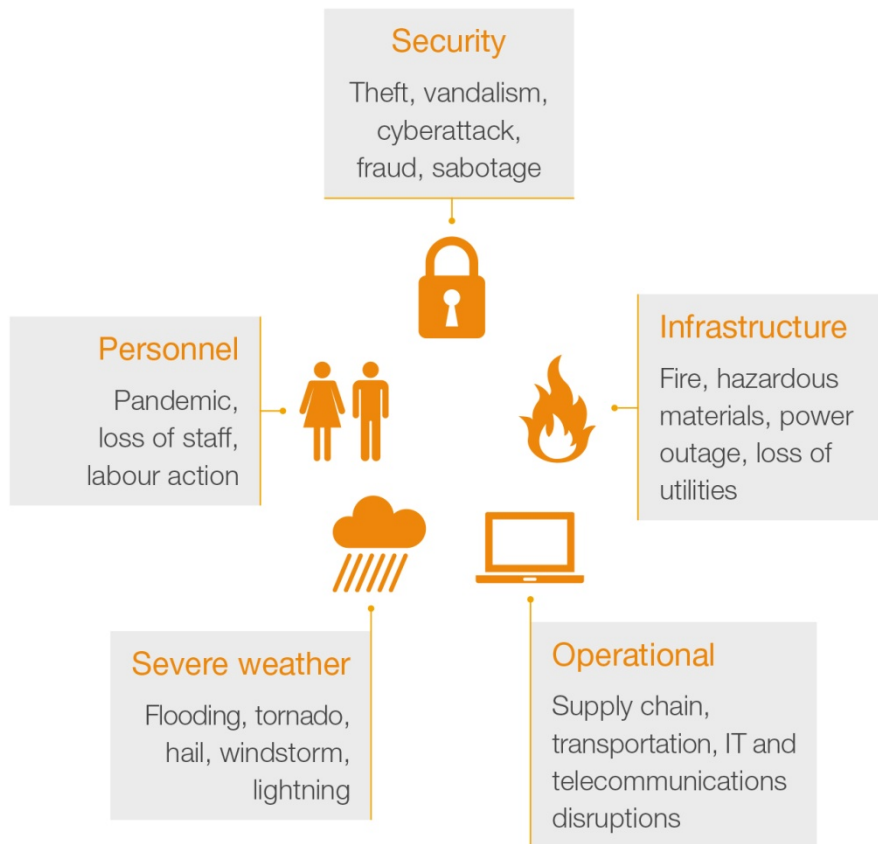 Security
Theft, vandalism,
cyberattack,
fraud, sabotage
Personnel
Pandemic,
loss of staff,
labour action
Infrastructure
Fire, hazardous
materials, power
outage, loss of
utilities
Severe weather
Flooding, tornado,
hail, windstorm,
lightning
Operational
Supply chain,
transportation, IT and
telecommunications
disruptions